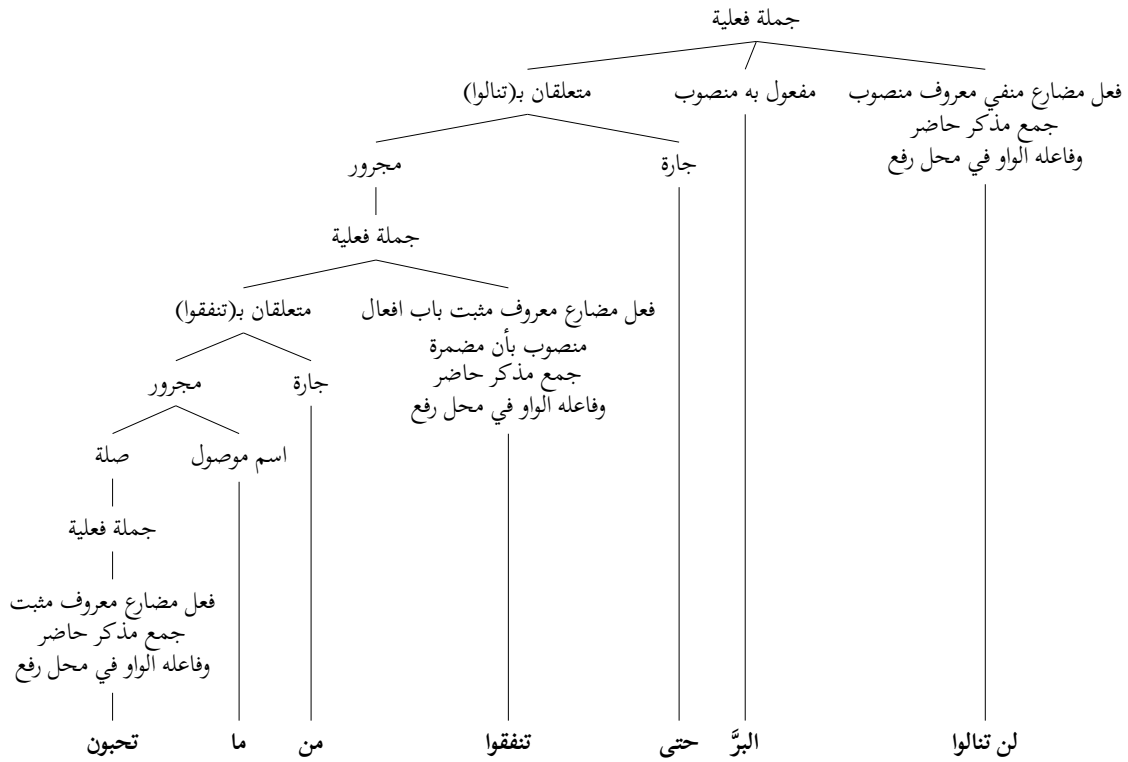 جملة فعلية
فعل مضارع منفي معروف منصوب
جمع مذكر حاضر
وفاعله الواو في محل رفع
مفعول به منصوب
متعلقان بـ(تنالوا)
جارة
مجرور
جملة فعلية
فعل مضارع معروف مثبت باب افعال
منصوب بأن مضمرة
جمع مذكر حاضر
وفاعله الواو في محل رفع
متعلقان بـ(تنفقوا)
جارة
مجرور
اسم موصول
صلة
جملة فعلية
فعل مضارع معروف مثبت
جمع مذكر حاضر
وفاعله الواو في محل رفع
لن تنالوا البرَّ حتى تنفقوا من ما تحبون